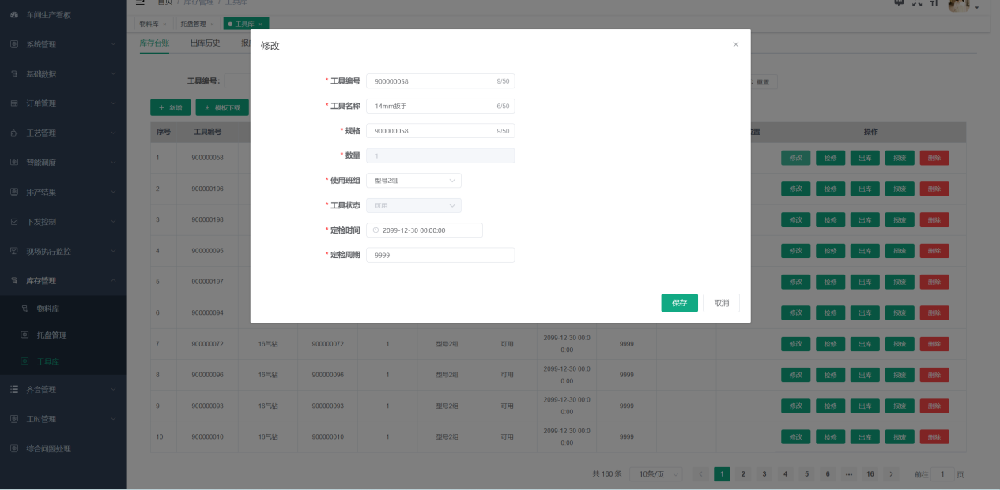 车间生产看板
系统管理
基础数据
订单管理
工艺管理
智能调度
排产结果
下发控制
现场执行监控
库存管理
物料库
托盘管理
工具库
齐套管理
工时管理
综合问题处理
首页 / 库存管理 / 工具库
物料库 × 托盘管理 × 工具库 ×
库存台账 出库历史
工具编号: 重置
+ 新增 模板下载
序号 工具编号 操作
修改 ×
* 工具编号 900000058 9/50
* 工具名称 14mm扳手 6/50
* 规格 900000058 9/50
* 数量 1
* 使用班组 型号2组
* 工具状态 可用
* 定检时间 2099-12-30 00:00:00
* 定检周期 9999
保存 取消
1 900000058 修改 检修 出库 报废 删除
2 900000196 修改 检修 出库 报废 删除
3 900000198 修改 检修 出库 报废 删除
4 900000095 修改 检修 出库 报废 删除
5 900000197 修改 检修 出库 报废 删除
6 900000094 修改 检修 出库 报废 删除
7 900000072 16气钻 900000072 1 型号2组 可用 2099-12-30 00:0
0:00 9999 修改 检修 出库 报废 删除
8 900000096 16气钻 900000096 1 型号2组 可用 2099-12-30 00:0
0:00 9999 修改 检修 出库 报废 删除
9 900000093 16气钻 900000093 1 型号2组 可用 2099-12-30 00:0
0:00 9999 修改 检修 出库 报废 删除
10 900000010 16气钻 900000010 1 型号2组 可用 2099-12-30 00:0
0:00 9999 修改 检修 出库 报废 删除
共 160 条 10条/页 < 1 2 3 4 5 6 ... 16 > 前往 1 页